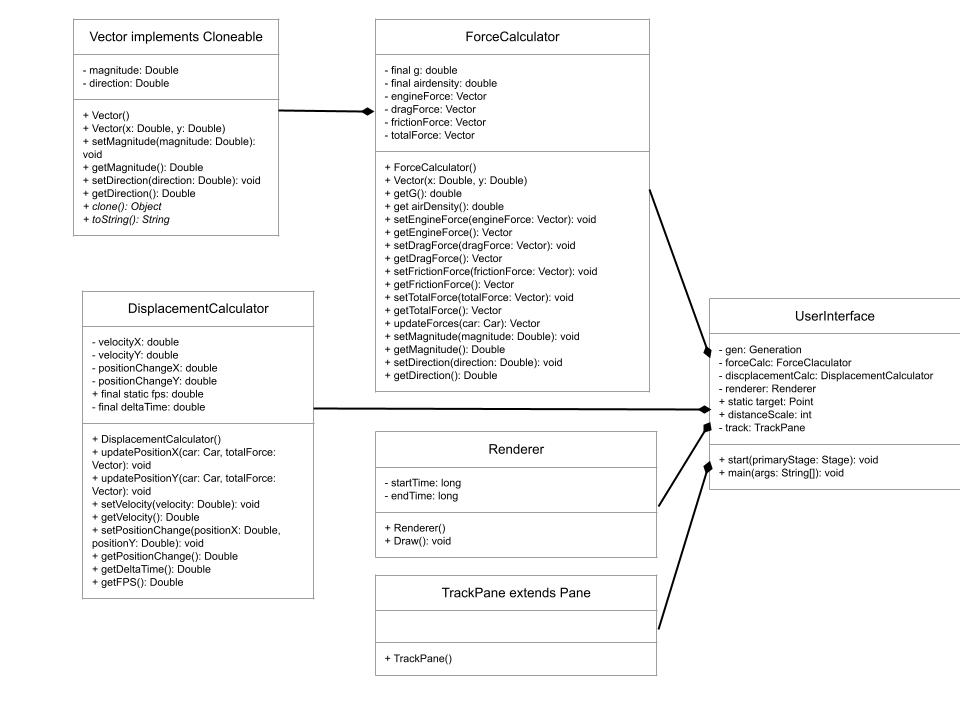 Vector implements Cloneable
- magnitude: Double
- direction: Double
+ Vector()
+ Vector(x: Double, y: Double)
+ setMagnitude(magnitude: Double):
void
+ getMagnitude(): Double
+ setDirection(direction: Double): void
+ getDirection(): Double
+ clone(): Object
+ toString(): String
ForceCalculator
- final g: double
- final airdensity: double
- engineForce: Vector
- dragForce: Vector
- frictionForce: Vector
- totalForce: Vector
+ ForceCalculator()
+ Vector(x: Double, y: Double)
+ getG(): double
+ get airDensity(): double
+ setEngineForce(engineForce: Vector): void
+ getEngineForce(): Vector
+ setDragForce(dragForce: Vector): void
+ getDragForce(): Vector
+ setFrictionForce(frictionForce: Vector): void
+ getFrictionForce(): Vector
+ setTotalForce(totalForce: Vector): void
+ getTotalForce(): Vector
+ updateForces(car: Car): Vector
+ setMagnitude(magnitude: Double): void
+ getMagnitude(): Double
+ setDirection(direction: Double): void
+ getDirection(): Double
DisplacementCalculator
- velocityX: double
- velocityY: double
- positionChangeX: double
- positionChangeY: double
+ final static fps: double
- final deltaTime: double
+ DisplacementCalculator()
+ updatePositionX(car: Car, totalForce:
Vector): void
+ updatePositionY(car: Car, totalForce:
Vector): void
+ setVelocity(velocity: Double): void
+ getVelocity(): Double
+ setPositionChange(positionX: Double,
positionY: Double): void
+ getPositionChange(): Double
+ getDeltaTime(): Double
+ getFPS(): Double
UserInterface
- gen: Generation
- forceCalc: ForceClaculator
- discplacementCalc: DisplacementCalculator
- renderer: Renderer
+ static target: Point
+ distanceScale: int
- track: TrackPane
+ start(primaryStage: Stage): void
+ main(args: String[]): void
Renderer
- startTime: long
- endTime: long
+ Renderer()
+ Draw(): void
TrackPane extends Pane
+ TrackPane()